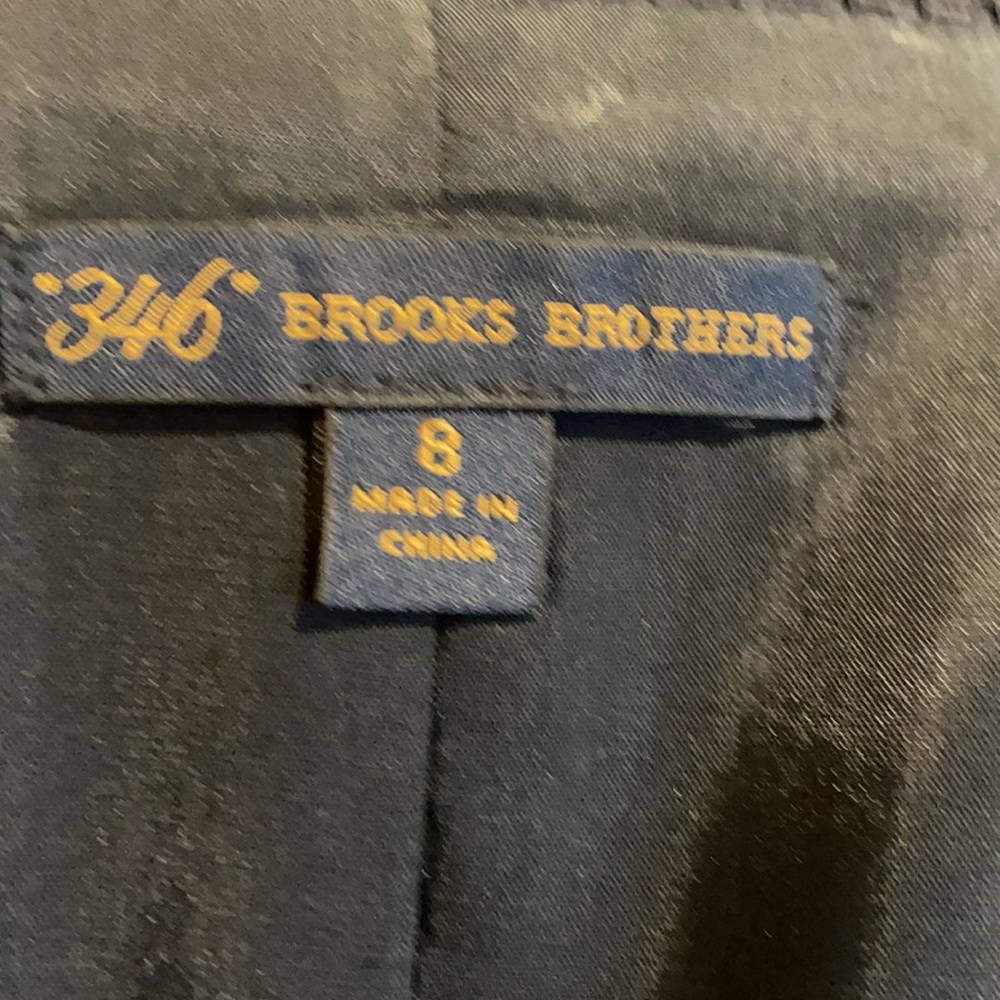 "346" BROOKS BROTHERS
8
MADE IN
CHINA